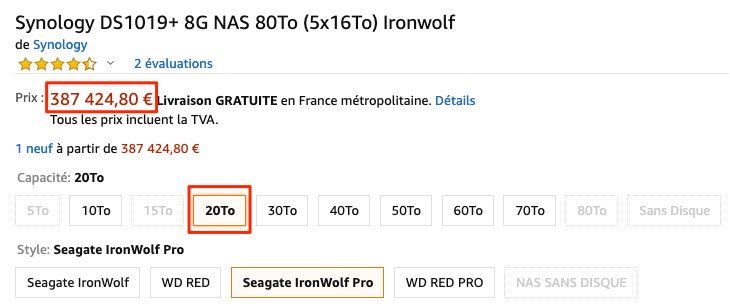 Synology DS1019+ 8G NAS 80To (5x16To) Ironwolf
de Synology
2 évaluations
Prix : 387 424,80 € Livraison GRATUITE en France métropolitaine. Détails
Tous les prix incluent la TVA.
1 neuf à partir de 387 424,80 €
Capacité: 20To
5To 10To 15To 20To 30To 40To 50To 60To 70To 80To Sans Disque
Style: Seagate IronWolf Pro
Seagate IronWolf WD RED Seagate IronWolf Pro WD RED PRO NAS SANS DISQUE